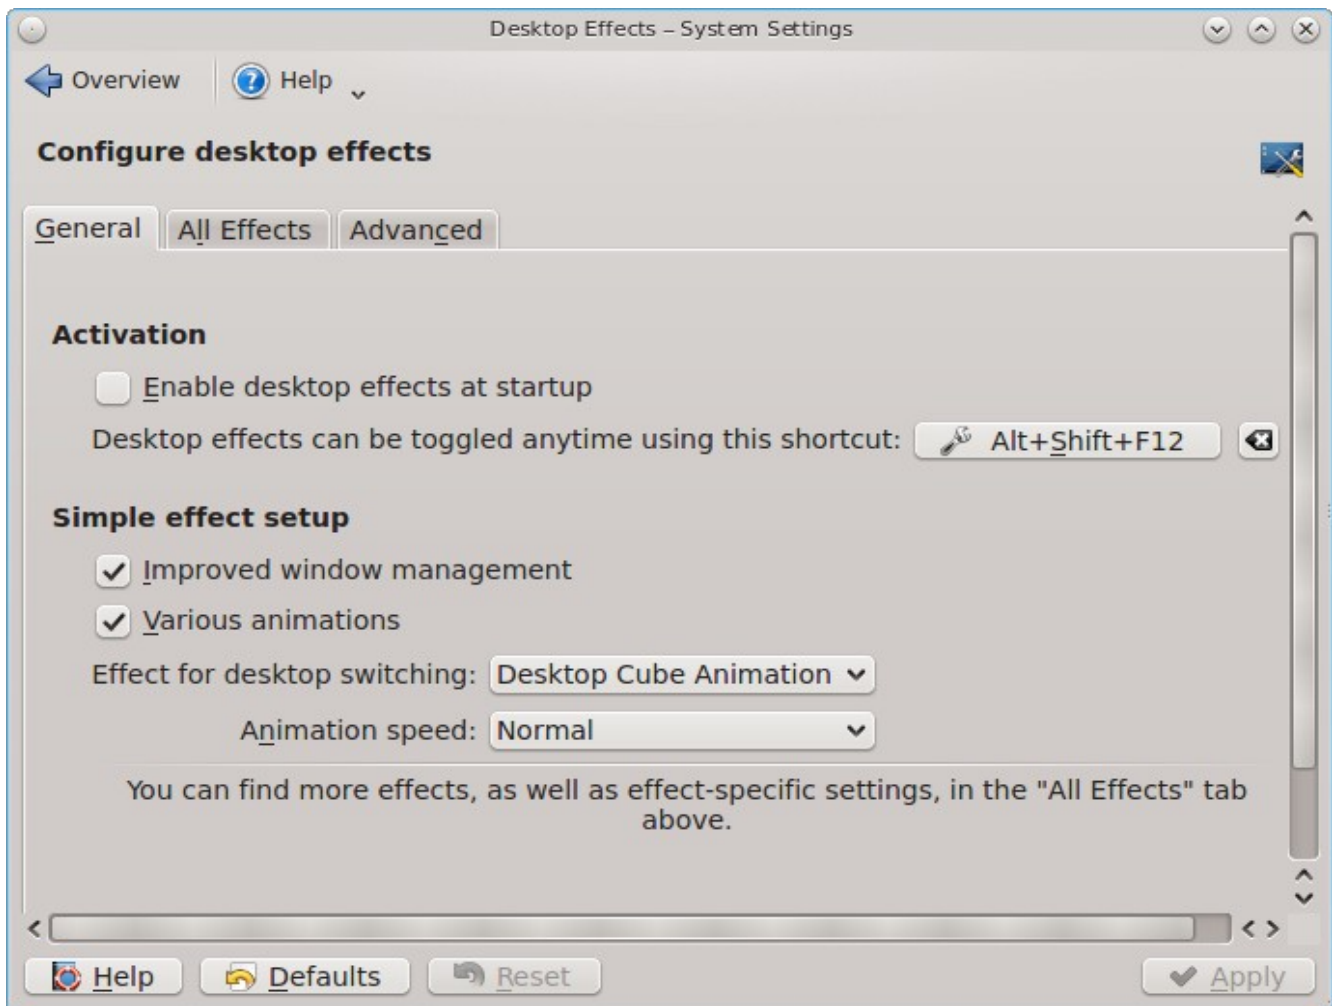 Desktop Effects – System Settings
Overview Help
Configure desktop effects
General All Effects Advanced
Activation
Enable desktop effects at startup
Desktop effects can be toggled anytime using this shortcut: Alt+Shift+F12
Simple effect setup
Improved window management
Various animations
Effect for desktop switching: Desktop Cube Animation
Animation speed: Normal
You can find more effects, as well as effect-specific settings, in the "All Effects" tab
above.
Help Defaults Reset Apply